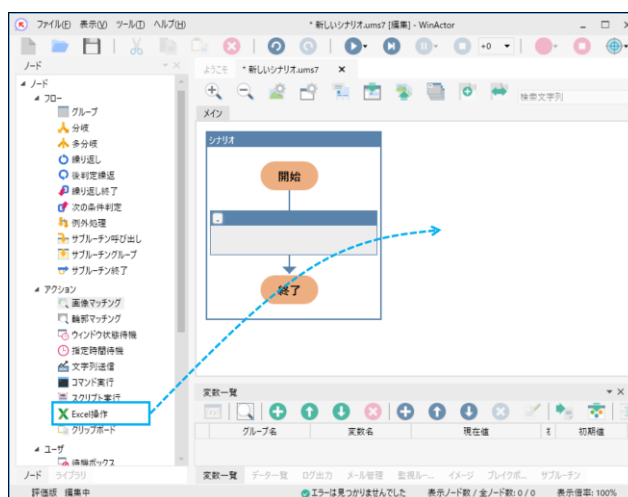 ファイル(F) 表示(V) ツール(T) ヘルプ(H)
* 新しいシナリオ.ums7 [編集] - WinActor
+0
ノード
ようこそ * 新しいシナリオ.ums7
検索文字列
メイン
ノード
フロー
グループ
分岐
多分岐
繰り返し
後判定繰返
繰り返し終了
次の条件判定
例外処理
サブルーチン呼び出し
サブルーチングループ
サブルーチン終了
アクション
画像マッチング
輪郭マッチング
ウィンドウ状態待機
指定時間待機
文字列送信
コマンド実行
スクリプト実行
Excel操作
クリップボード
ユーザ
待機ボックス
ノード ライブラリ
シナリオ
開始
終了
変数一覧
グループ名 変数名 現在値 初期値
変数一覧 データ一覧 ログ出力 メール管理 監視ルー... イメージ ブレイクポ... サブルーチン
評価版 編集中 エラーは見つかりませんでした 表示ノード数 / 全ノード数: 0 / 0 表示倍率: 100%